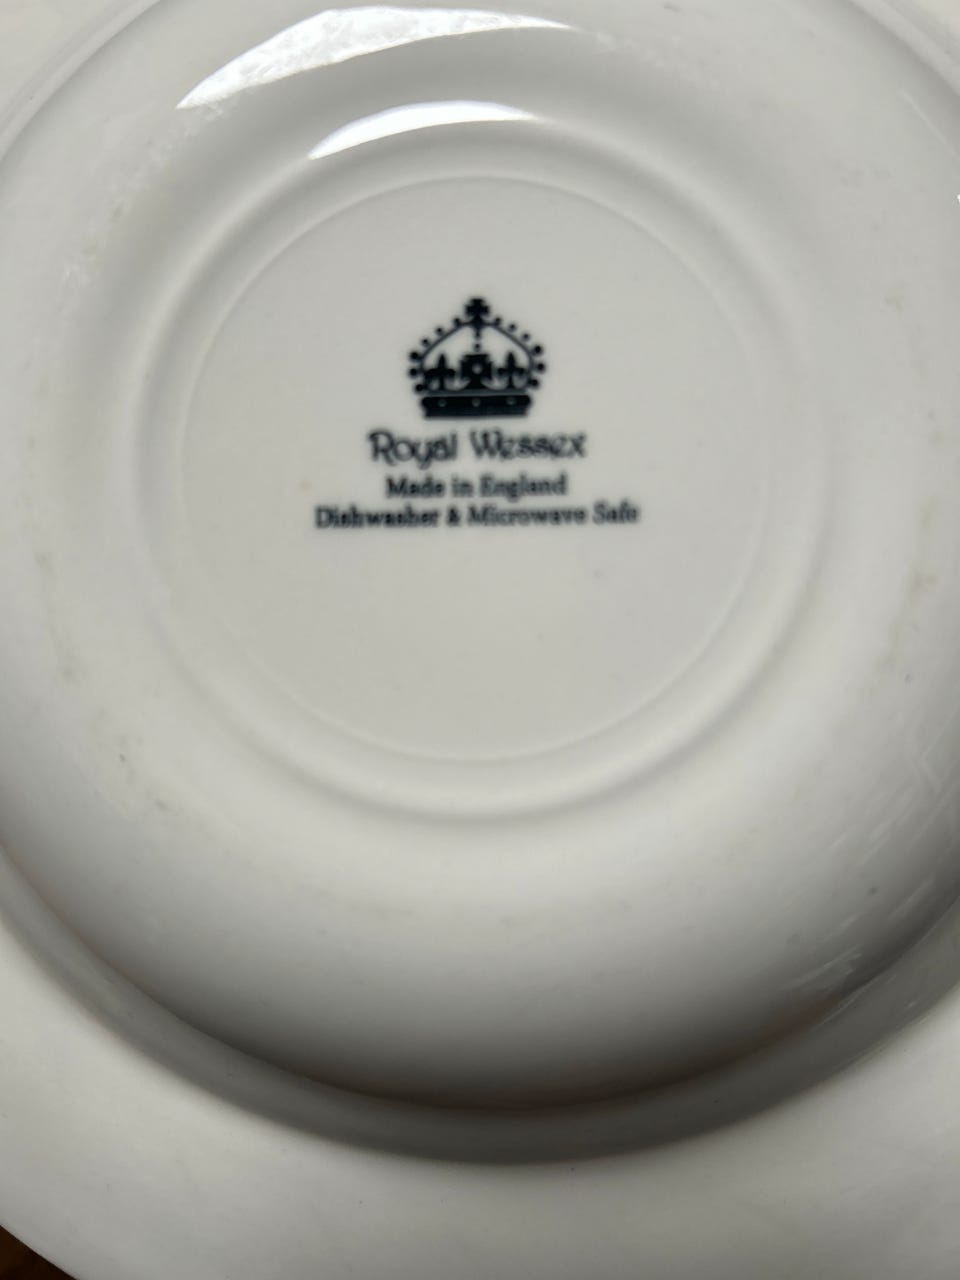 Royal Wessex
Made in England
Dishwasher & Microwave Safe